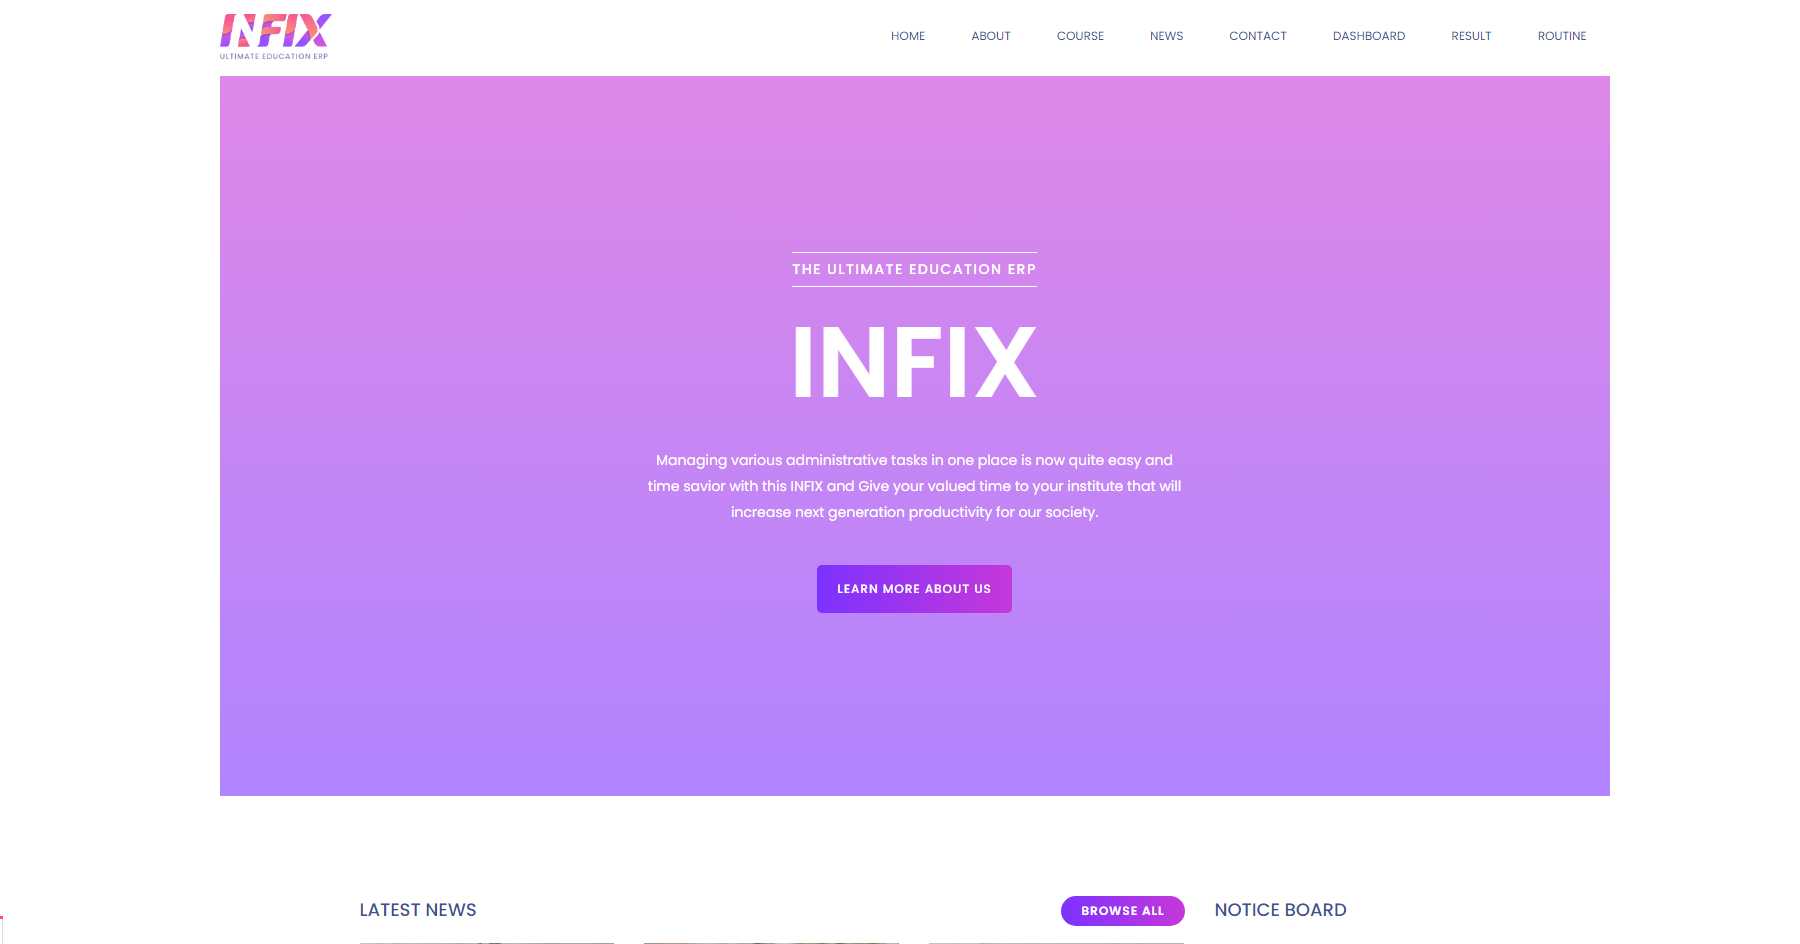 INFIX
ULTIMATE EDUCATION ERP
HOME ABOUT COURSE NEWS CONTACT DASHBOARD RESULT ROUTINE
THE ULTIMATE EDUCATION ERP
INFIX
Managing various administrative tasks in one place is now quite easy and
time savior with this INFIX and Give your valued time to your institute that will
increase next generation productivity for our society.
LEARN MORE ABOUT US
LATEST NEWS
BROWSE ALL
NOTICE BOARD